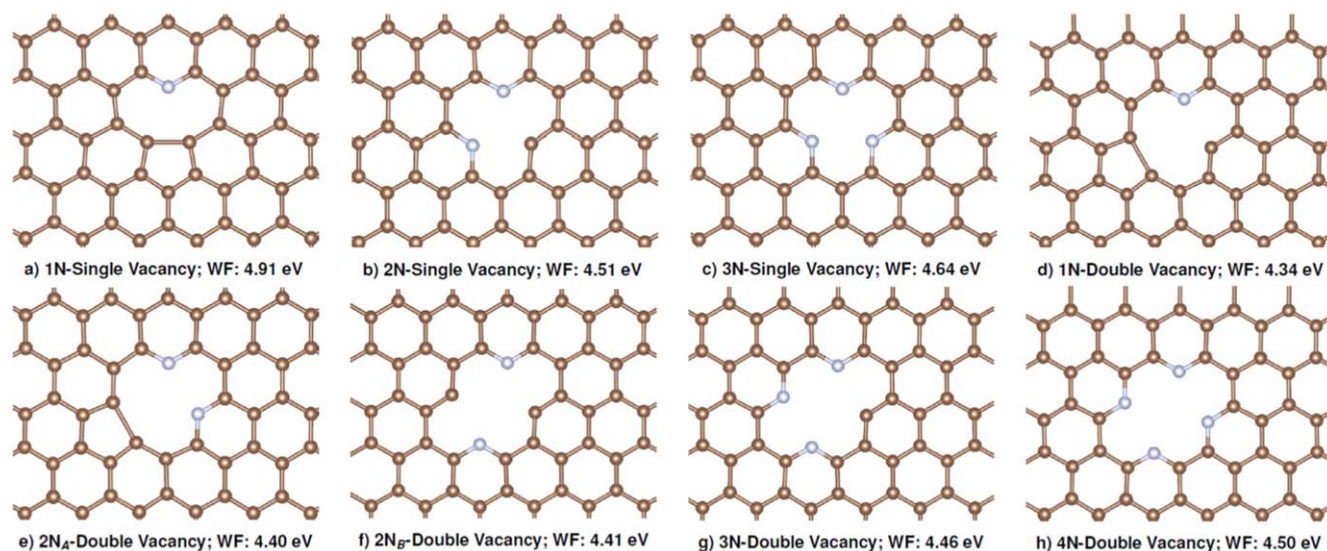 a) 1N-Single Vacancy; WF: 4.91 eV
b) 2N-Single Vacancy; WF: 4.51 eV
c) 3N-Single Vacancy; WF: 4.64 eV
d) 1N-Double Vacancy; WF: 4.34 eV
e) 2N_A-Double Vacancy; WF: 4.40 eV
f) 2N_B-Double Vacancy; WF: 4.41 eV
g) 3N-Double Vacancy; WF: 4.46 eV
h) 4N-Double Vacancy; WF: 4.50 eV